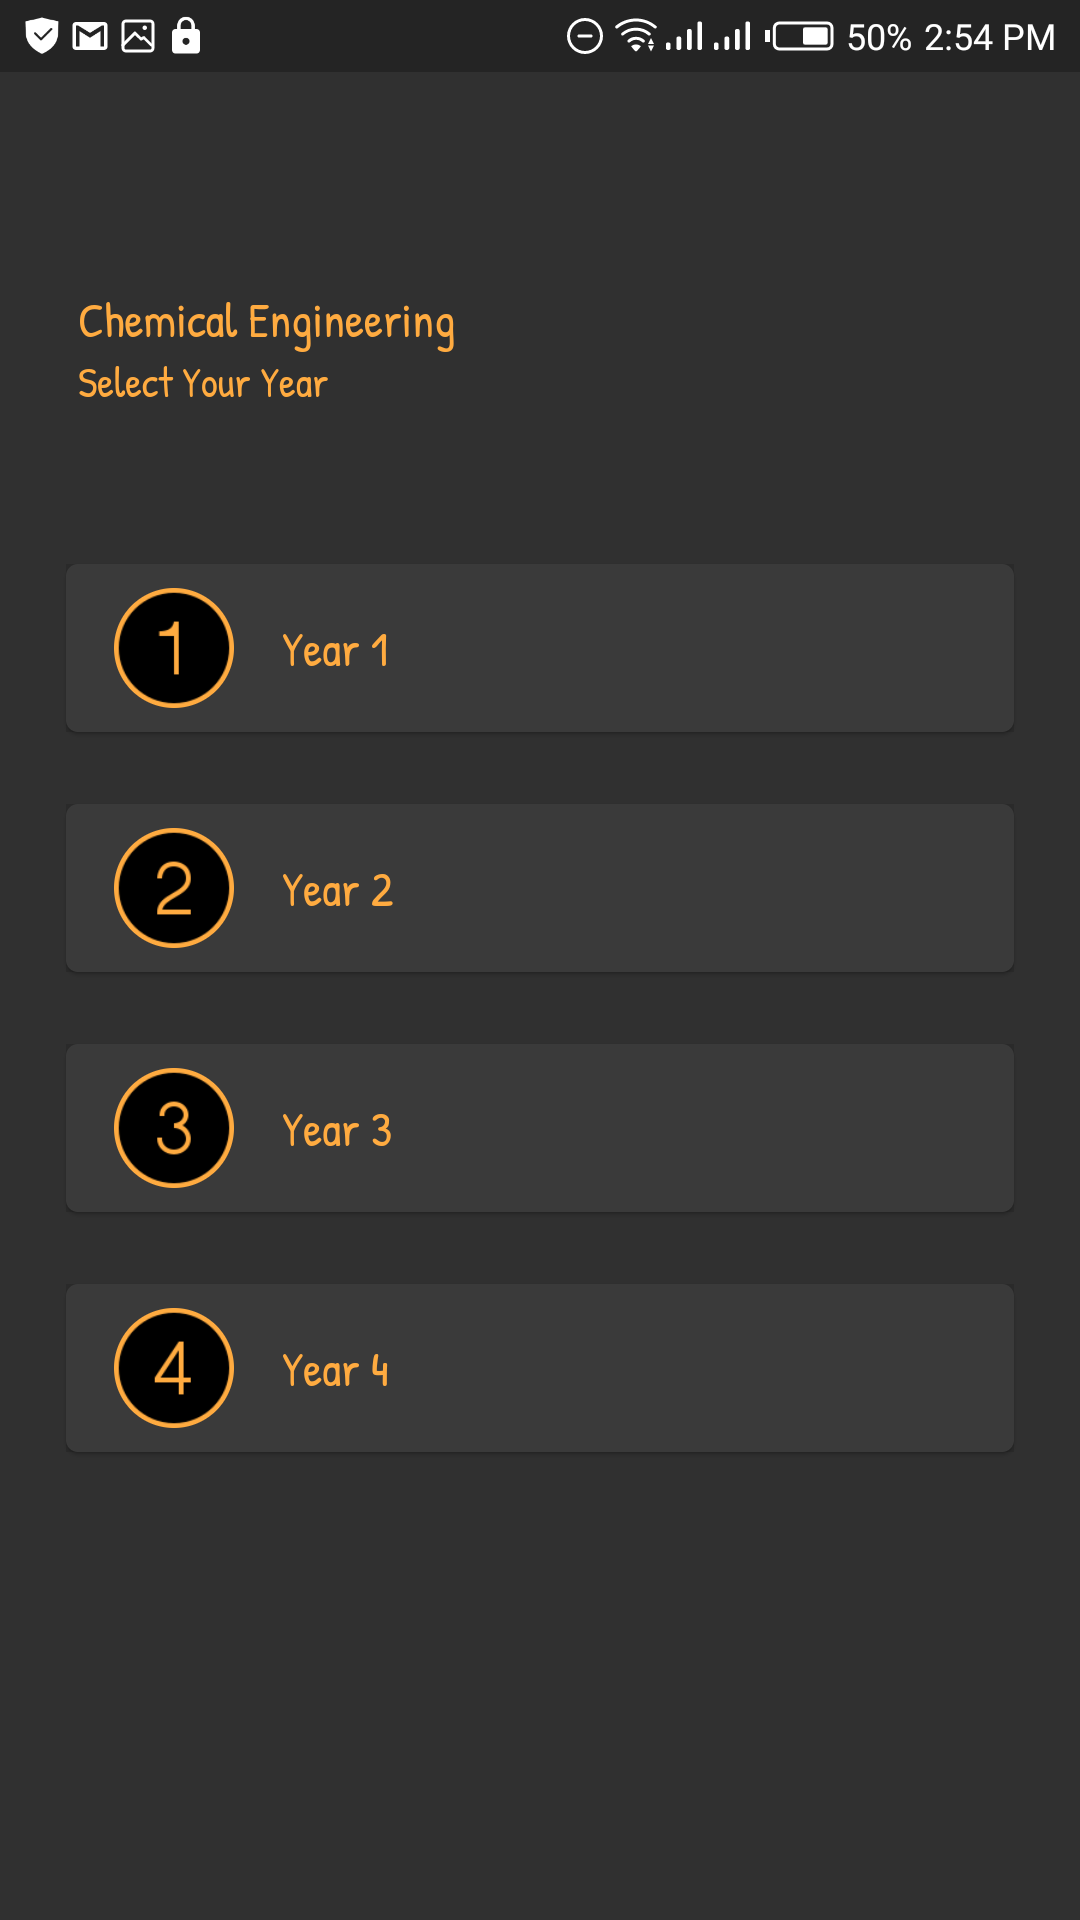 50% 2:54 PM
Chemical Engineering
Select Your Year
1 Year 1
2 Year 2
3 Year 3
4 Year 4